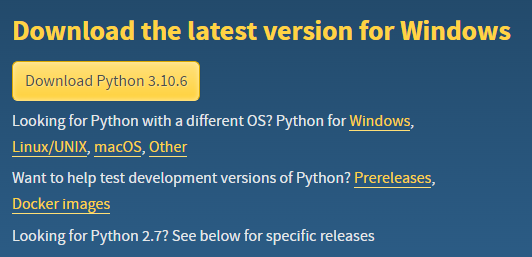 Download the latest version for Windows
Download Python 3.10.6
Looking for Python with a different OS? Python for Windows,
Linux/UNIX, macOS, Other
Want to help test development versions of Python? Prereleases,
Docker images
Looking for Python 2.7? See below for specific releases